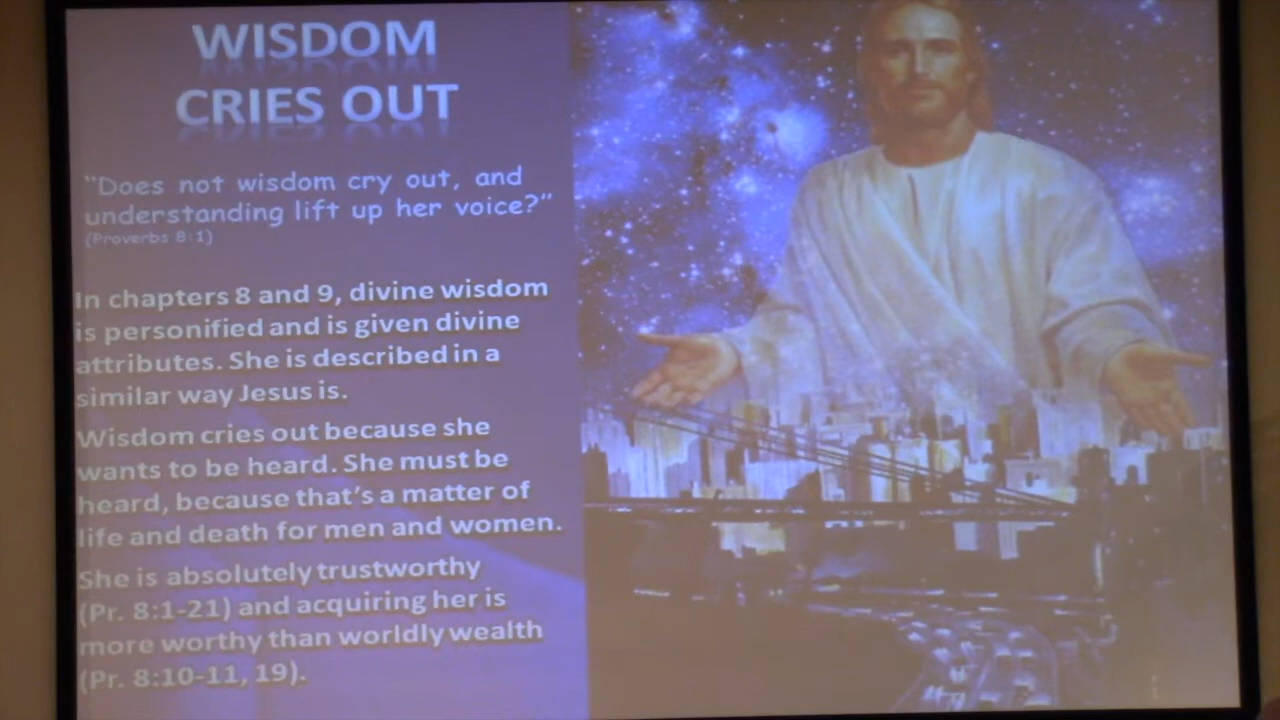 WISDOM
CRIES OUT
"Does not wisdom cry out, and
understanding lift up her voice?"
(Proverbs 8:1)
In chapters 8 and 9, divine wisdom
is personified and is given divine
attributes. She is described in a
similar way Jesus is.
Wisdom cries out because she
wants to be heard. She must be
heard, because that's a matter of
life and death for men and women.
She is absolutely trustworthy
(Pr. 8:1-21) and acquiring her is
more worthy than worldly wealth
(Pr. 8:10-11, 19).